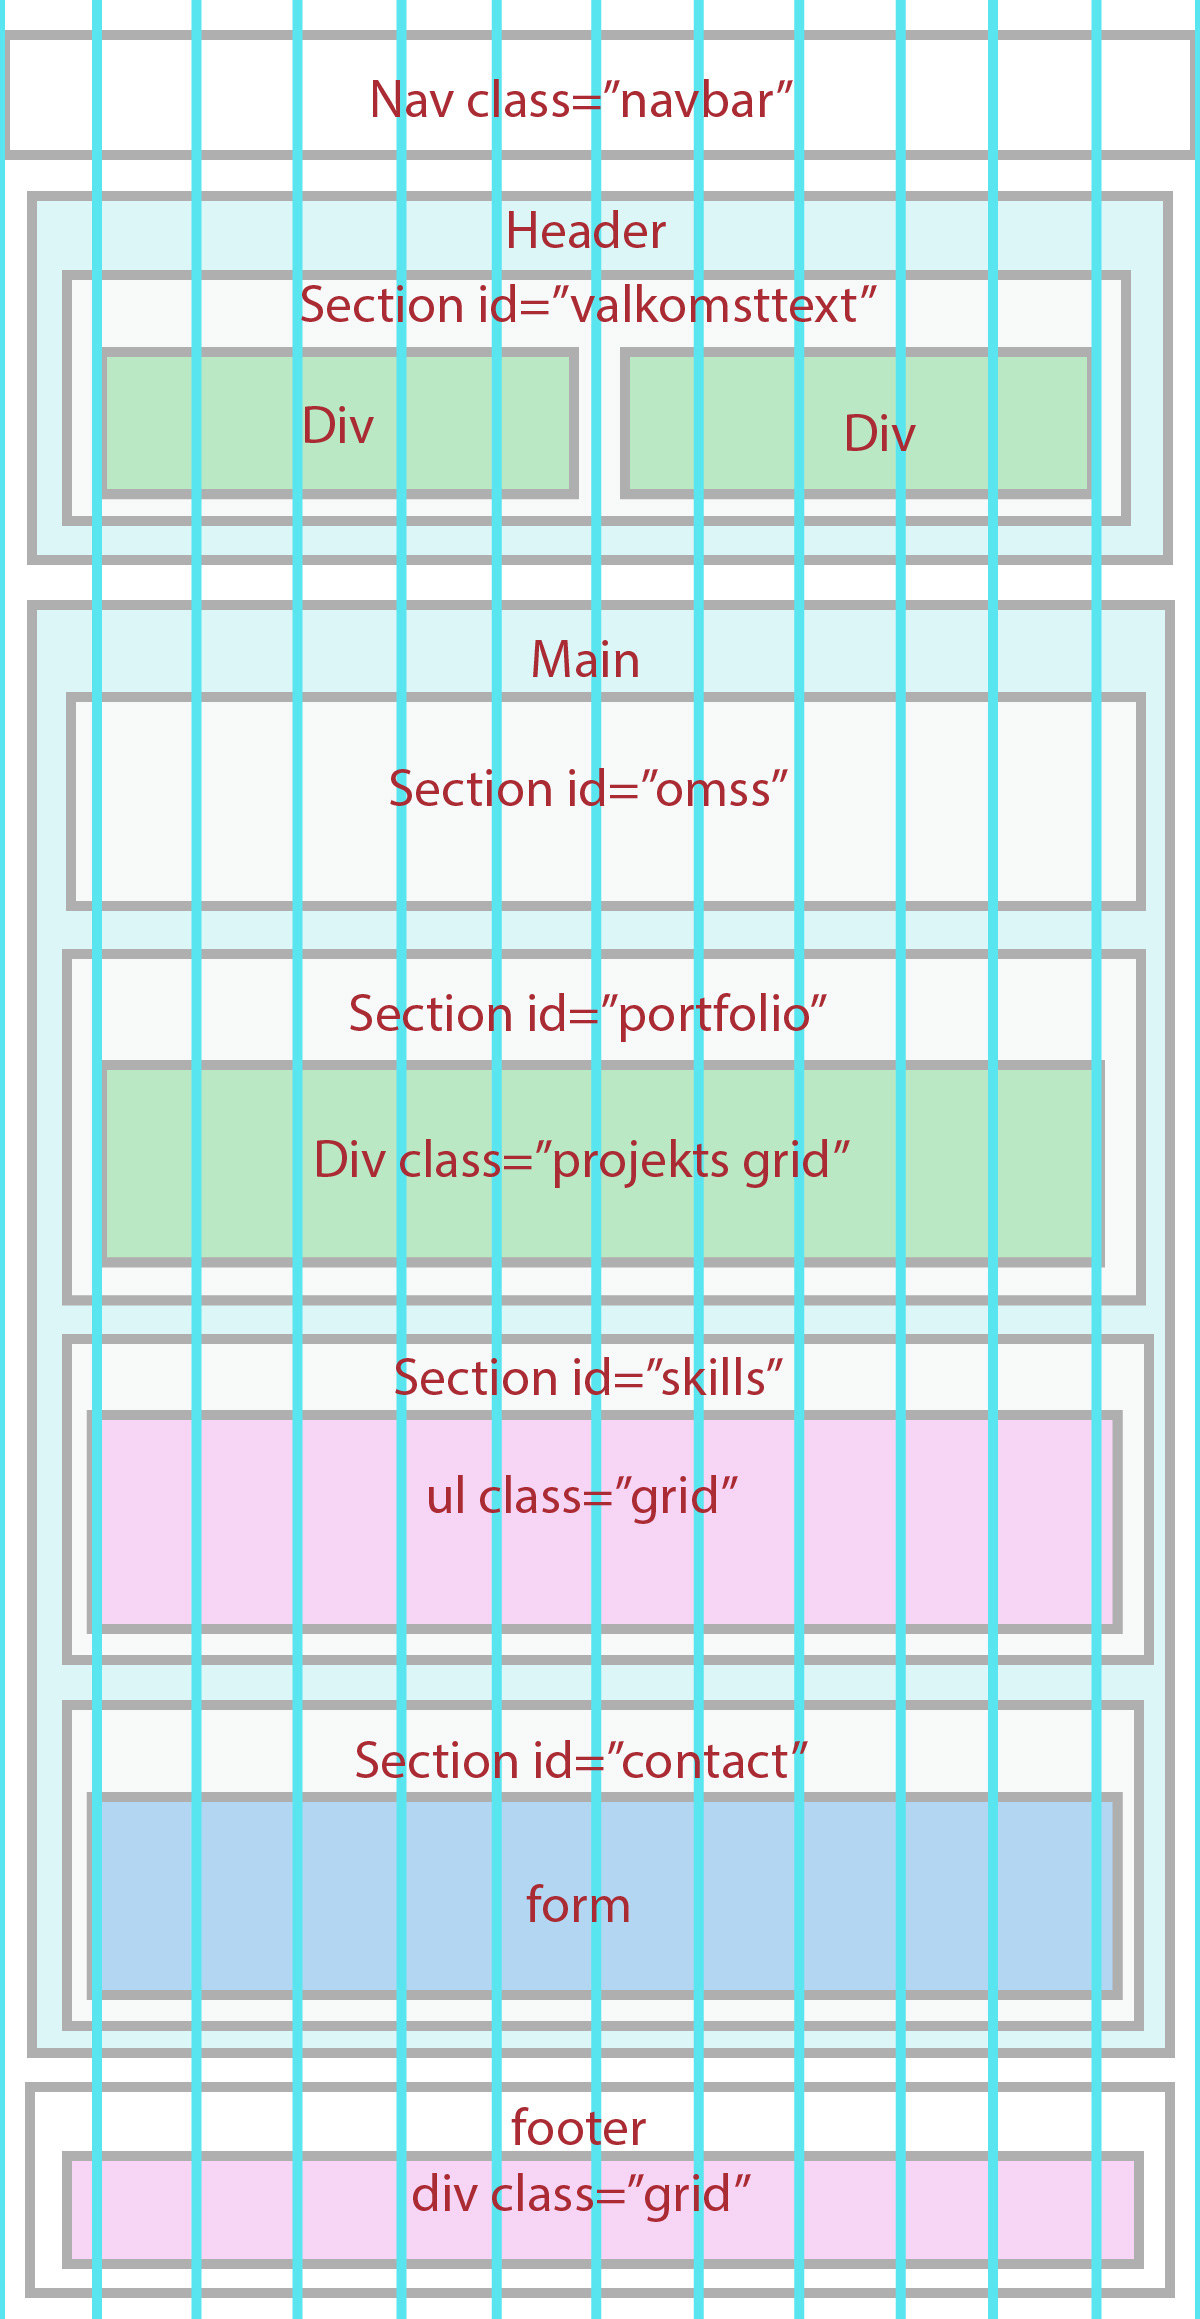 Nav class=”navbar”
Header
Section id=”valkomsttext”
Div
Div
Main
Section id=”omss”
Section id=”portfolio”
Div class=”projekts grid”
Section id=”skills”
ul class=”grid”
Section id=”contact”
form
footer
div class=”grid”